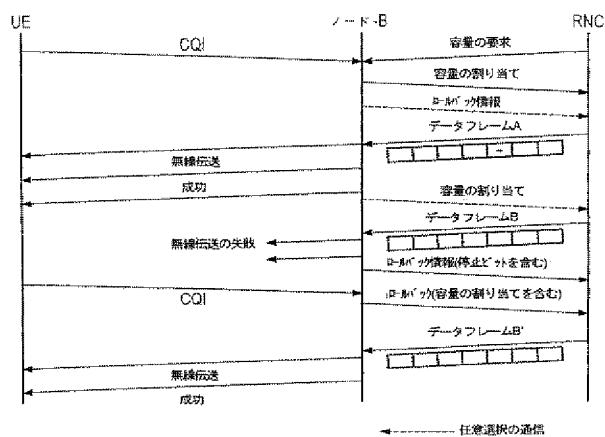 UE
ノード-B
RNC
CQI
容量の要求
容量の割り当て
ロールバック情報
データフレームA
無線伝送
成功
容量の割り当て
データフレームB
無線伝送の失敗
ロールバック情報(停止ビットを含む)
CQI
ロールバック(容量の割り当てを含む)
データフレームB'
無線伝送
成功
任意選択の通信